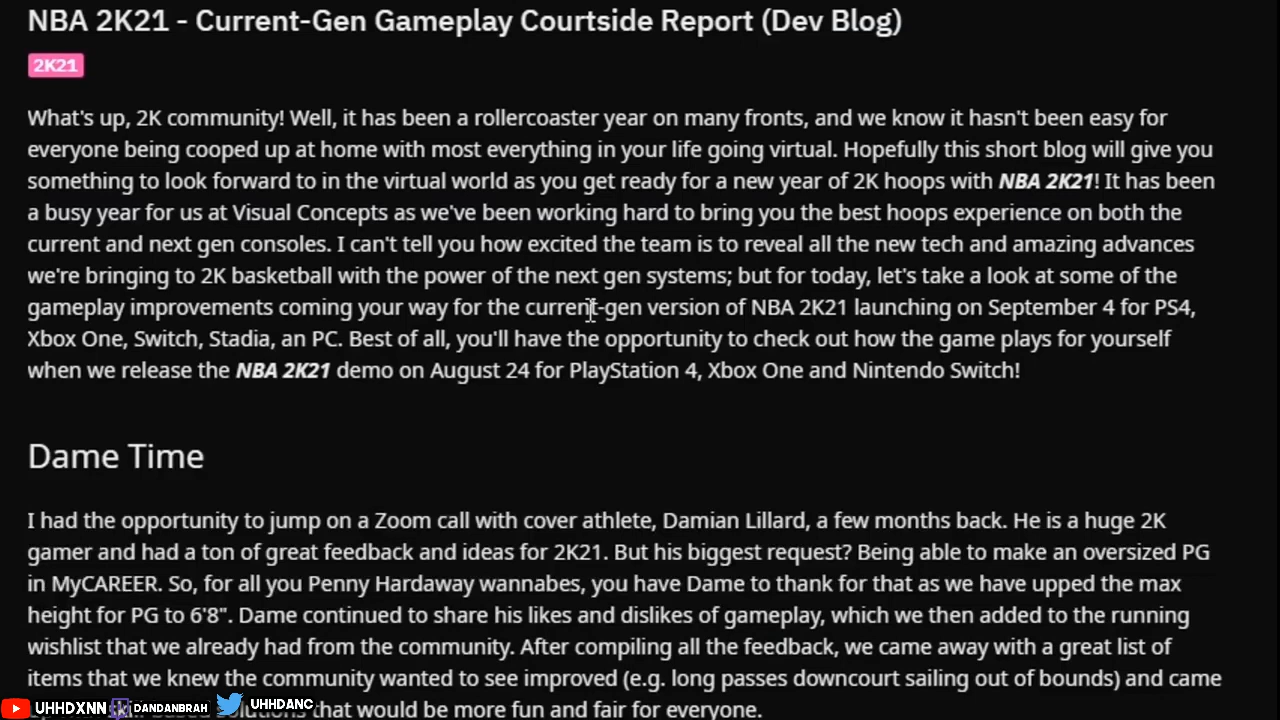 NBA 2K21 - Current-Gen Gameplay Courtside Report (Dev Blog)
2K21
What's up, 2K community! Well, it has been a rollercoaster year on many fronts, and we know it hasn't been easy for
everyone being cooped up at home with most everything in your life going virtual. Hopefully this short blog will give you
something to look forward to in the virtual world as you get ready for a new year of 2K hoops with NBA 2K21! It has been
a busy year for us at Visual Concepts as we've been working hard to bring you the best hoops experience on both the
current and next gen consoles. I can't tell you how excited the team is to reveal all the new tech and amazing advances
we're bringing to 2K basketball with the power of the next gen systems; but for today, let's take a look at some of the
gameplay improvements coming your way for the current-gen version of NBA 2K21 launching on September 4 for PS4,
Xbox One, Switch, Stadia, an PC. Best of all, you'll have the opportunity to check out how the game plays for yourself
when we release the NBA 2K21 demo on August 24 for PlayStation 4, Xbox One and Nintendo Switch!
Dame Time
I had the opportunity to jump on a Zoom call with cover athlete, Damian Lillard, a few months back. He is a huge 2K
gamer and had a ton of great feedback and ideas for 2K21. But his biggest request? Being able to make an oversized PG
in MyCAREER. So, for all you Penny Hardaway wannabes, you have Dame to thank for that as we have upped the max
height for PG to 6'8". Dame continued to share his likes and dislikes of gameplay, which we then added to the running
wishlist that we already had from the community. After compiling all the feedback, we came away with a great list of
items that we knew the community wanted to see improved (e.g. long passes downcourt sailing out of bounds) and came
that would be more fun and fair for everyone.
UHHDXNN DANDANBRAH UHHDANC